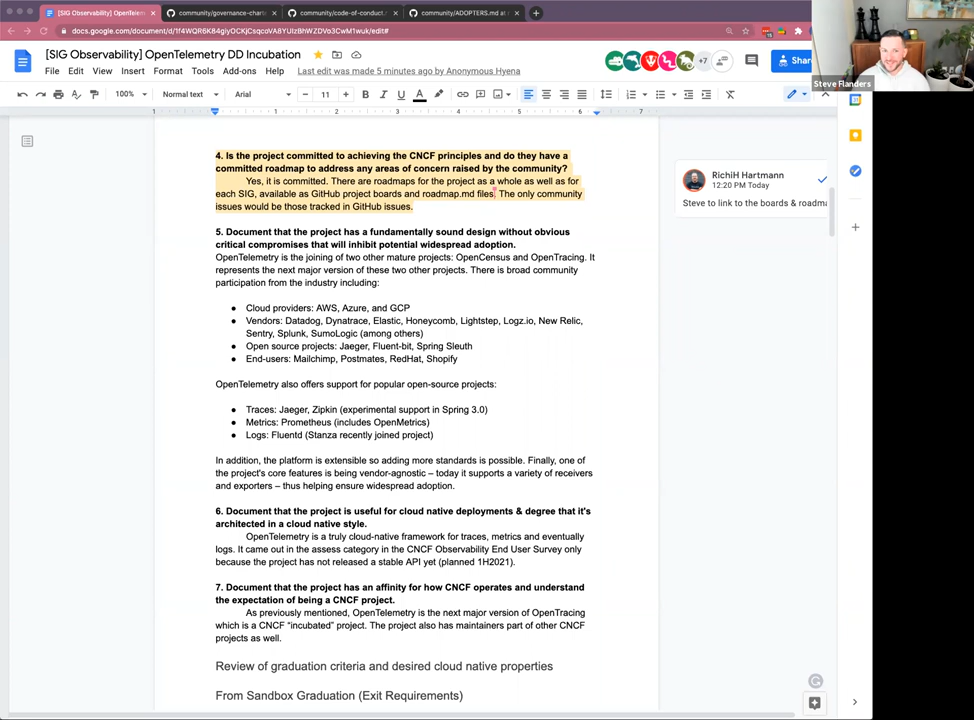 [SIG Observability] OpenTelem
community/governance-charte
community/code-of-conduct.m
community/ADOPTERS.md at m
docs.google.com/document/d/1f4WQR6K84giyOCKjCsqcoVA8YUIzBhWZDVo3CwM1wuk/edit#
[SIG Observability] OpenTelemetry DD Incubation
File Edit View Insert Format Tools Add-ons Help Last edit was made 5 minutes ago by Anonymous Hyena
+7
Shar
Steve Flanders
100% Normal text Arial 11 B I U A
1 1 2 3 4 5 6 7
4. Is the project committed to achieving the CNCF principles and do they have a
committed roadmap to address any areas of concern raised by the community?
Yes, it is committed. There are roadmaps for the project as a whole as well as for
each SIG, available as GitHub project boards and roadmap.md files. The only community
issues would be those tracked in GitHub issues.
RichiH Hartmann
12:20 PM Today
Steve to link to the boards & roadma
5. Document that the project has a fundamentally sound design without obvious
critical compromises that will inhibit potential widespread adoption.
OpenTelemetry is the joining of two other mature projects: OpenCensus and OpenTracing. It
represents the next major version of these two other projects. There is broad community
participation from the industry including:
● Cloud providers: AWS, Azure, and GCP
● Vendors: Datadog, Dynatrace, Elastic, Honeycomb, Lightstep, Logz.io, New Relic,
Sentry, Splunk, SumoLogic (among others)
● Open source projects: Jaeger, Fluent-bit, Spring Sleuth
● End-users: Mailchimp, Postmates, RedHat, Shopify
OpenTelemetry also offers support for popular open-source projects:
● Traces: Jaeger, Zipkin (experimental support in Spring 3.0)
● Metrics: Prometheus (includes OpenMetrics)
● Logs: Fluentd (Stanza recently joined project)
In addition, the platform is extensible so adding more standards is possible. Finally, one of
the project's core features is being vendor-agnostic – today it supports a variety of receivers
and exporters – thus helping ensure widespread adoption.
6. Document that the project is useful for cloud native deployments & degree that it's
architected in a cloud native style.
OpenTelemetry is a truly cloud-native framework for traces, metrics and eventually
logs. It came out in the assess category in the CNCF Observability End User Survey only
because the project has not released a stable API yet (planned 1H2021).
7. Document that the project has an affinity for how CNCF operates and understand
the expectation of being a CNCF project.
As previously mentioned, OpenTelemetry is the next major version of OpenTracing
which is a CNCF “incubated” project. The project also has maintainers part of other CNCF
projects as well.
Review of graduation criteria and desired cloud native properties
From Sandbox Graduation (Exit Requirements)